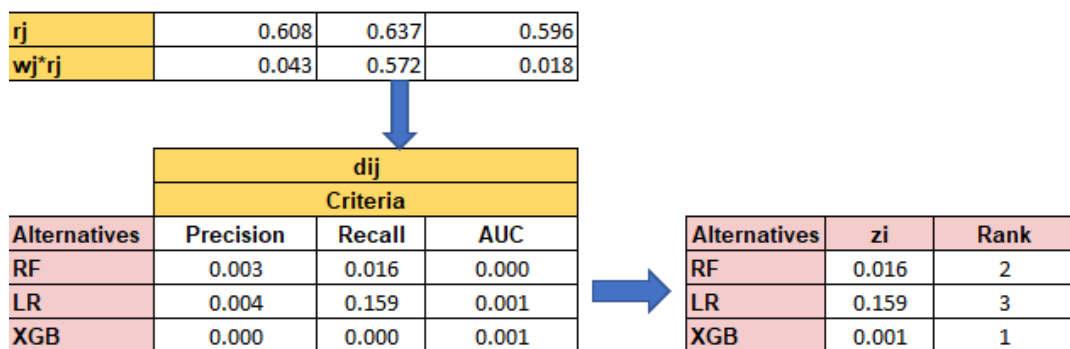 rj 0.608 0.637 0.596
wj*rj 0.043 0.572 0.018
dij
Criteria
Alternatives Precision Recall AUC
RF 0.003 0.016 0.000
LR 0.004 0.159 0.001
XGB 0.000 0.000 0.001
Alternatives zi Rank
RF 0.016 2
LR 0.159 3
XGB 0.001 1